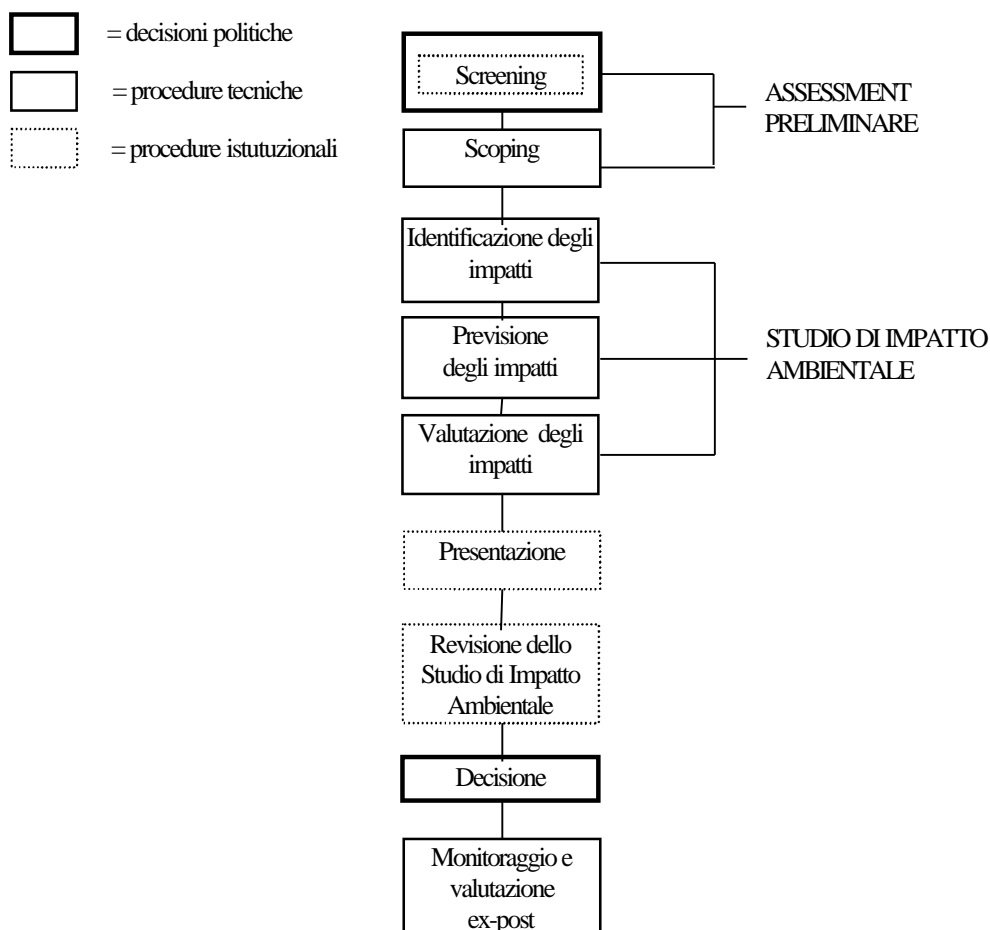 = decisioni politiche
= procedure tecniche
= procedure istutuzionali
Screening
Scoping
ASSESSMENT
PRELIMINARE
Identificazione degli
impatti
Previsione
degli impatti
Valutazione degli
impatti
STUDIO DI IMPATTO
AMBIENTALE
Presentazione
Revisione dello
Studio di Impatto
Ambientale
Decisione
Monitoraggio e
valutazione
ex-post